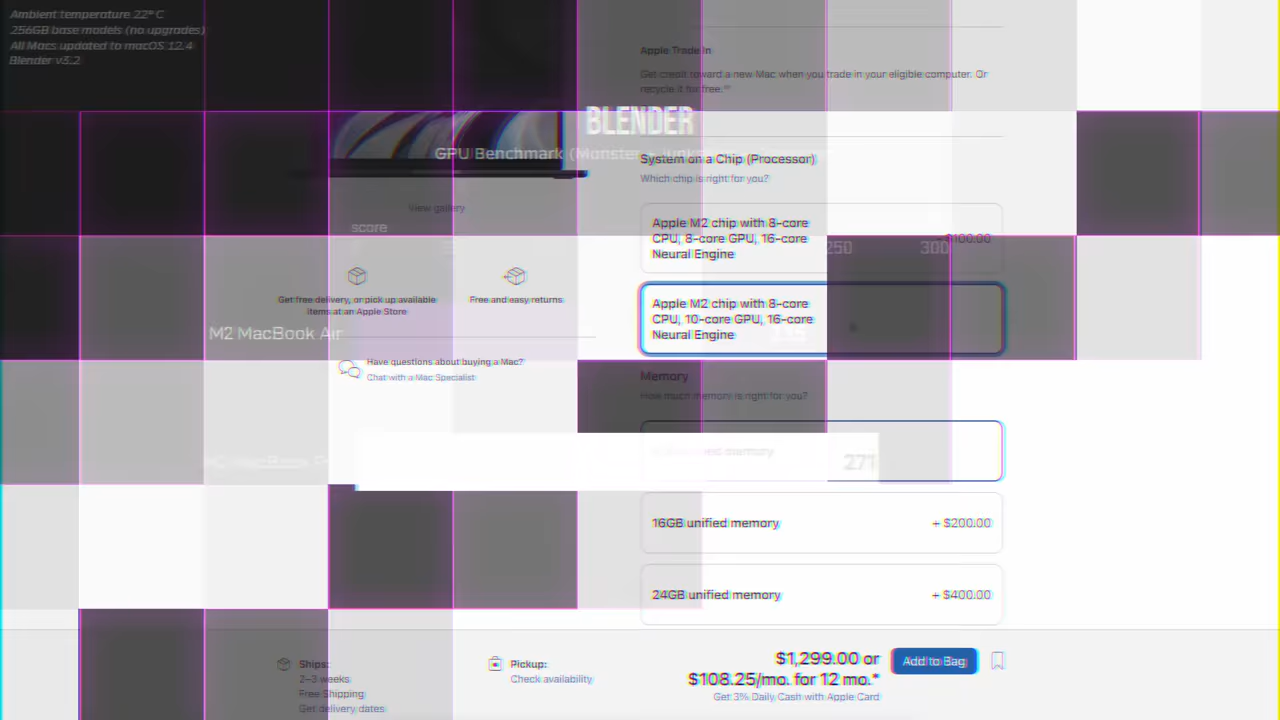 Ambient temperature 22°C
256GB base models (no upgrades)
All Macs updated to macOS 12.4
Blender v3.2
Apple Trade In
Get credit toward a new Mac when you trade in your eligible computer. Or
recycle it for free.**
BLENDER
GPU Benchmark (Monster + Junks
System on a Chip (Processor)
Which chip is right for you?
View gallery
score
Apple M2 chip with 8-core
CPU, 8-core GPU, 16-core
Neural Engine
- $100.00
250
300
Get free delivery, or pick up available
items at an Apple Store
Free and easy returns
Apple M2 chip with 8-core
CPU, 10-core GPU, 16-core
Neural Engine
M2 MacBook Air
Have questions about buying a Mac?
Chat with a Mac Specialist
Memory
How much memory is right for you?
memory
271
16GB unified memory
+ $200.00
24GB unified memory
+ $400.00
Ships:
2–3 weeks
Free Shipping
Get delivery dates
Pickup:
Check availability
$1,299.00 or
$108.25/mo. for 12 mo.*
Get 3% Daily Cash with Apple Card
Add to Bag